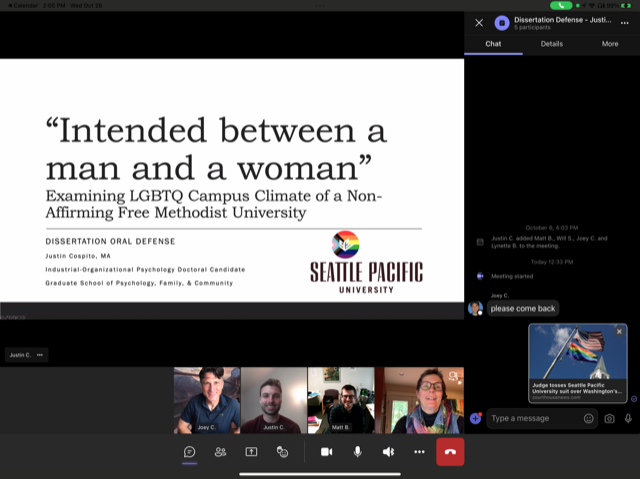 Calendar 2:05 PM Wed Oct 26
Dissertation Defense - Justi...
5 participants
Chat
Details
More
“Intended between a
man and a woman”
Examining LGBTQ Campus Climate of a Non-
Affirming Free Methodist University
DISSERTATION ORAL DEFENSE
Justin Cospito, MA
Industrial-Organizational Psychology Doctoral Candidate
Graduate School of Psychology, Family, & Community
SEATTLE PACIFIC
UNIVERSITY
Justin C.
Joey C.
Justin C.
Matt B.
October 6, 4:03 PM
Justin C. added Matt B., Will S., Joey C. and
Lynette B. to the meeting.
Today 12:33 PM
Meeting started
Joey C.
please come back
Judge tosses Seattle Pacific
University suit over Washington's...
courthousenews.com
Type a message